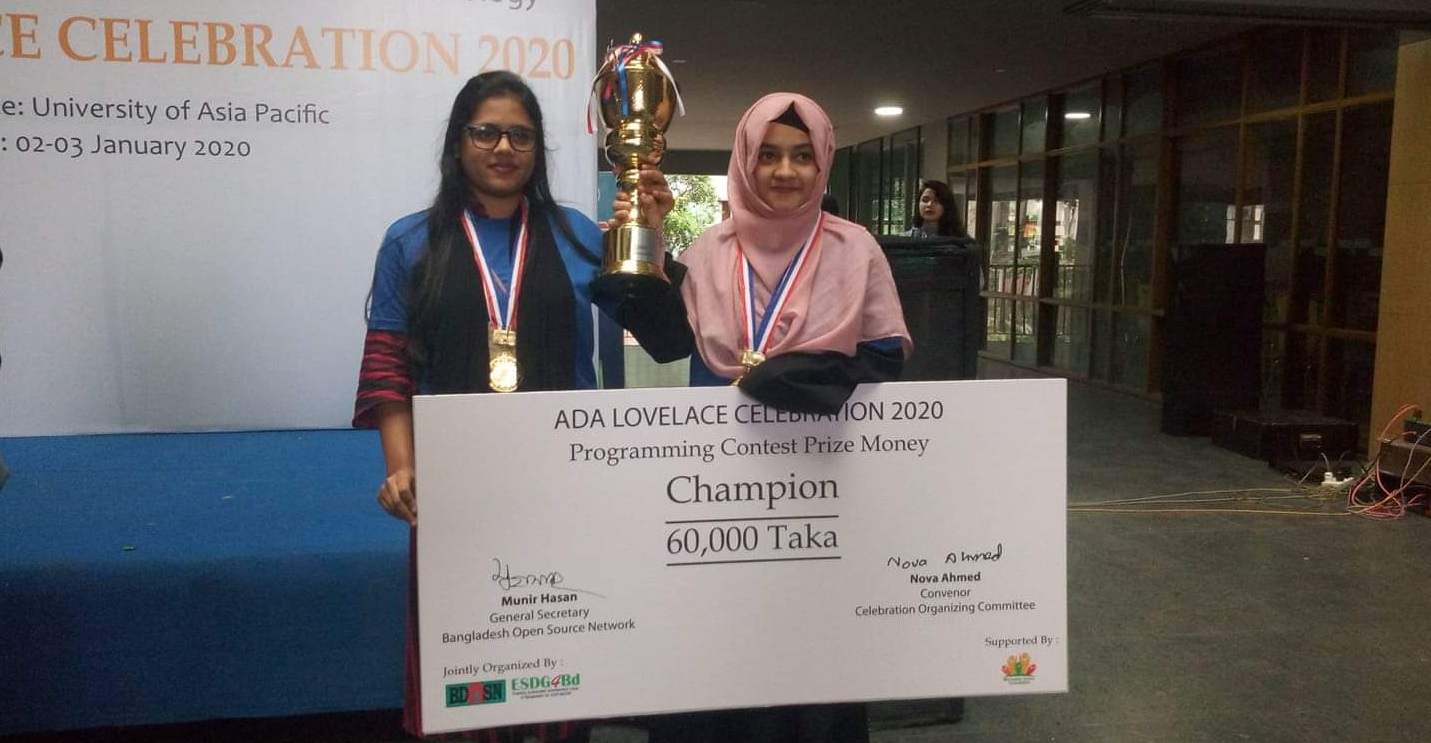 E CELEBRATION 2020
e: University of Asia Pacific
: 02-03 January 2020
ADA LOVELACE CELEBRATION 2020
Programming Contest Prize Money
Champion
60,000 Taka
Munir Hasan
General Secretary
Bangladesh Open Source Network
Nova Ahmed
Nova Ahmed
Convenor
Celebration Organizing Committee
Jointly Organized By :
BDOSN
ESDG4Bd
Supported By :